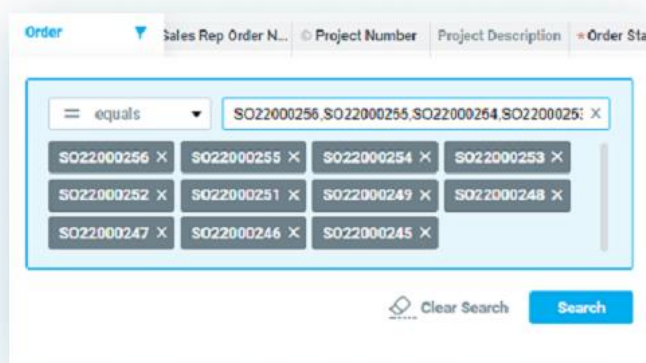 Order Sales Rep Order N... Project Number Project Description *Order Sta
= equals SO22000256,SO22000255,SO22000254,SO22000253 ×
SO22000256 × SO22000255 × SO22000254 × SO22000253 ×
SO22000252 × SO22000251 × SO22000249 × SO22000248 ×
SO22000247 × SO22000246 × SO22000245 ×
Clear Search Search